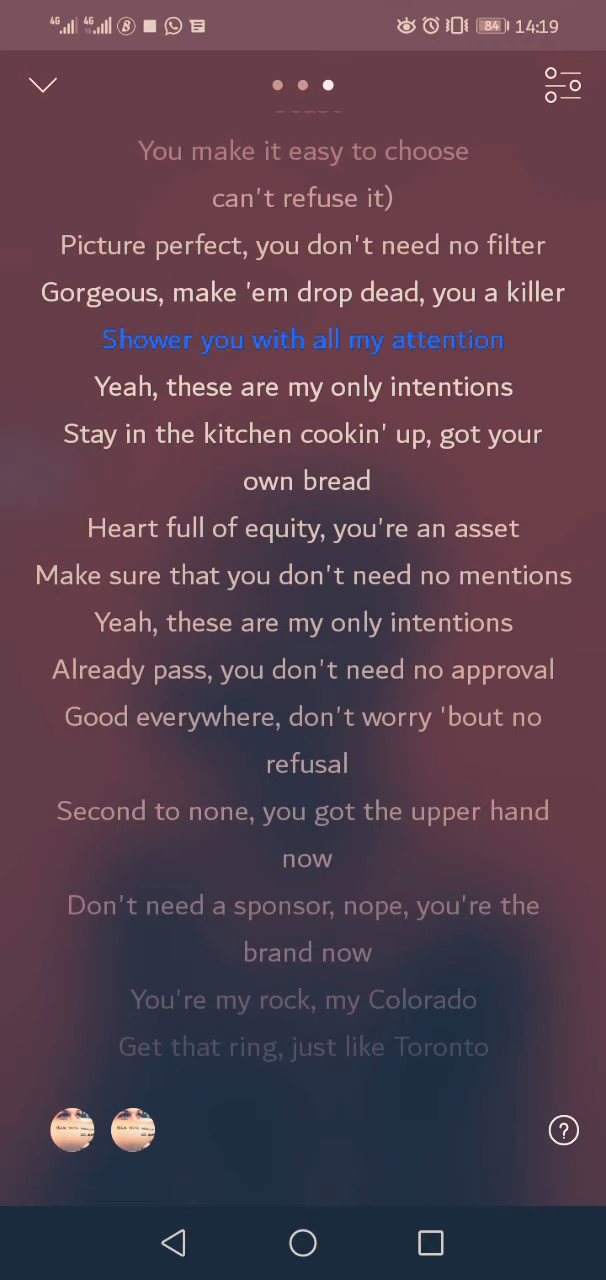 4G 4G 84 14:19
You make it easy to choose
can't refuse it)
Picture perfect, you don't need no filter
Gorgeous, make 'em drop dead, you a killer
Shower you with all my attention
Yeah, these are my only intentions
Stay in the kitchen cookin' up, got your
own bread
Heart full of equity, you're an asset
Make sure that you don't need no mentions
Yeah, these are my only intentions
Already pass, you don't need no approval
Good everywhere, don't worry 'bout no
refusal
Second to none, you got the upper hand
now
Don't need a sponsor, nope, you're the
brand now
You're my rock, my Colorado
Get that ring, just like Toronto
?